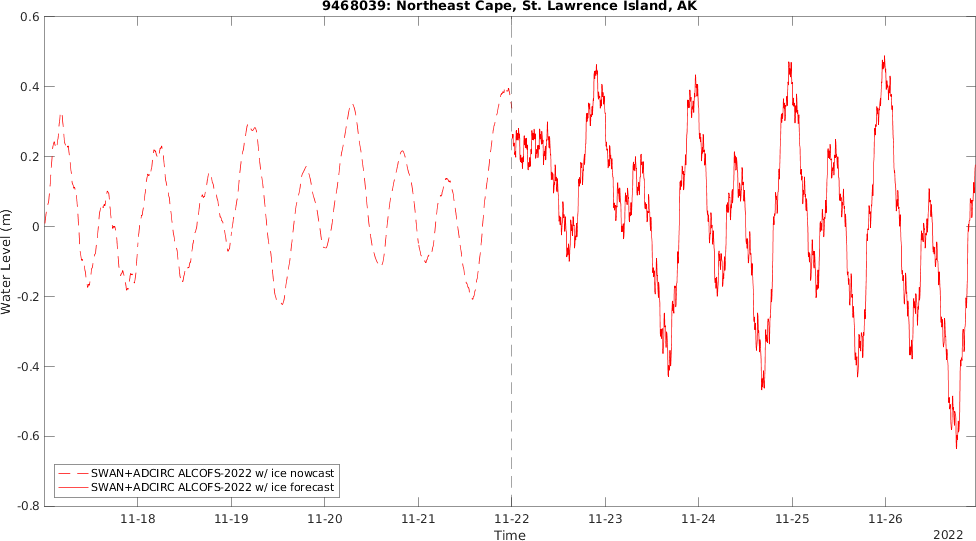 9468039: Northeast Cape, St. Lawrence Island, AK
0.6
0.4
0.2
0
-0.2
-0.4
-0.6
-0.8
Water Level (m)
SWAN+ADCIRC ALCOFS-2022 w/ ice nowcast
SWAN+ADCIRC ALCOFS-2022 w/ ice forecast
11-18 11-19 11-20 11-21 11-22 11-23 11-24 11-25 11-26
Time
2022